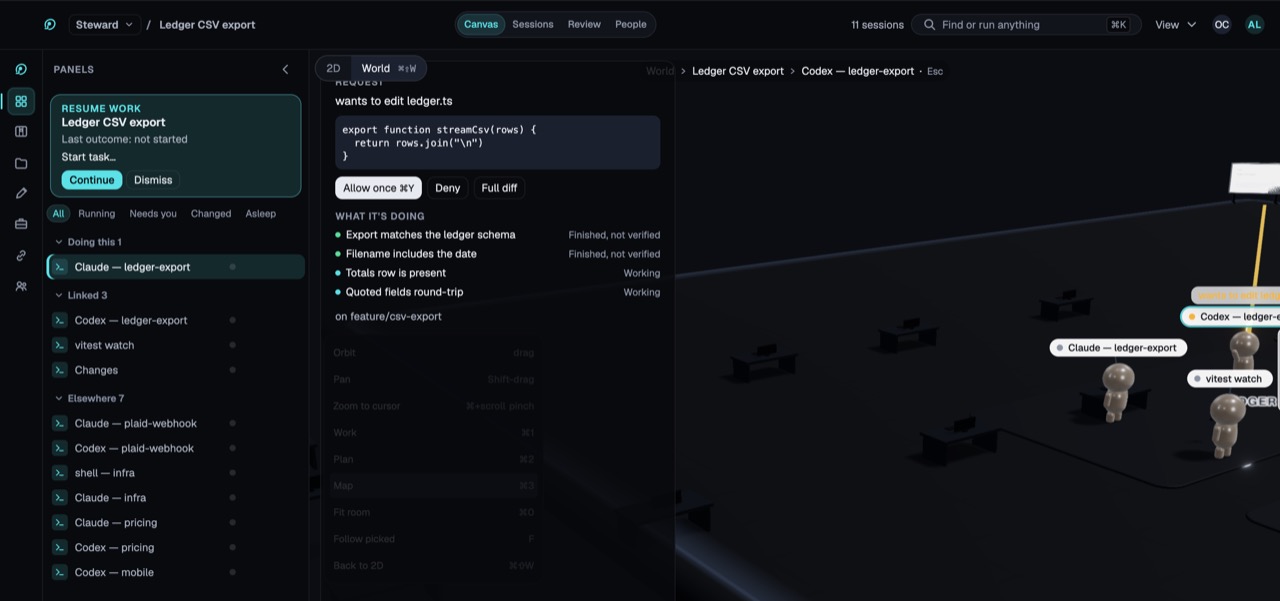 Steward / Ledger CSV export
Canvas Sessions Review People
11 sessions
Find or run anything ⌘K
View
OC
AL
PANELS
RESUME WORK
Ledger CSV export
Last outcome: not started
Start task…
Continue Dismiss
All Running Needs you Changed Asleep
Doing this 1
Claude — ledger-export
Linked 3
Codex — ledger-export
vitest watch
Changes
Elsewhere 7
Claude — plaid-webhook
Codex — plaid-webhook
shell — infra
Claude — infra
Claude — pricing
Codex — pricing
Codex — mobile
2D World ⌘⇧W
REQUEST
wants to edit ledger.ts
export function streamCsv(rows) {
return rows.join("\n")
}
Allow once ⌘Y Deny Full diff
WHAT IT'S DOING
Export matches the ledger schema Finished, not verified
Filename includes the date Finished, not verified
Totals row is present Working
Quoted fields round-trip Working
on feature/csv-export
Orbit drag
Pan Shift-drag
Zoom to cursor ⌘+scroll pinch
Work ⌘1
Plan ⌘2
Map ⌘3
Fit room ⌘0
Follow picked F
Back to 2D ⌘⇧W
World › Ledger CSV export › Codex — ledger-export · Esc
Codex — ledger-e
Claude — ledger-export
vitest watch